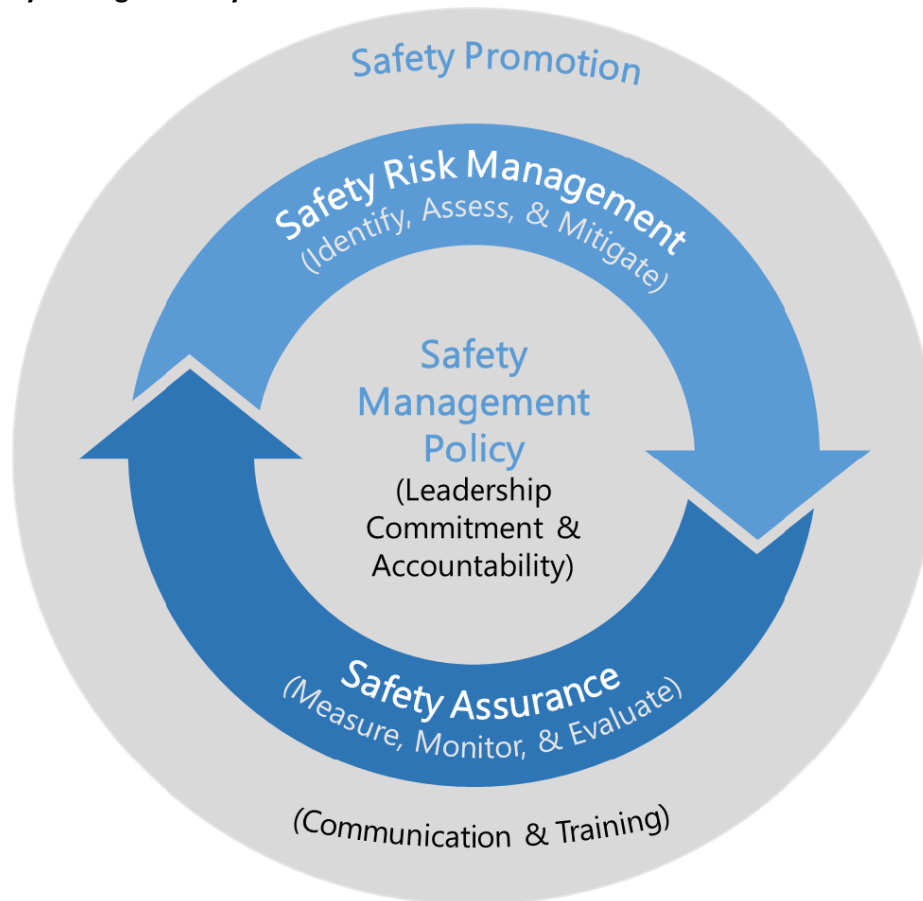 Safety Promotion
Safety Risk Management
(Identify, Assess, & Mitigate)
Safety
Management
Policy
(Leadership
Commitment &
Accountability)
Safety Assurance
(Measure, Monitor, & Evaluate)
(Communication & Training)